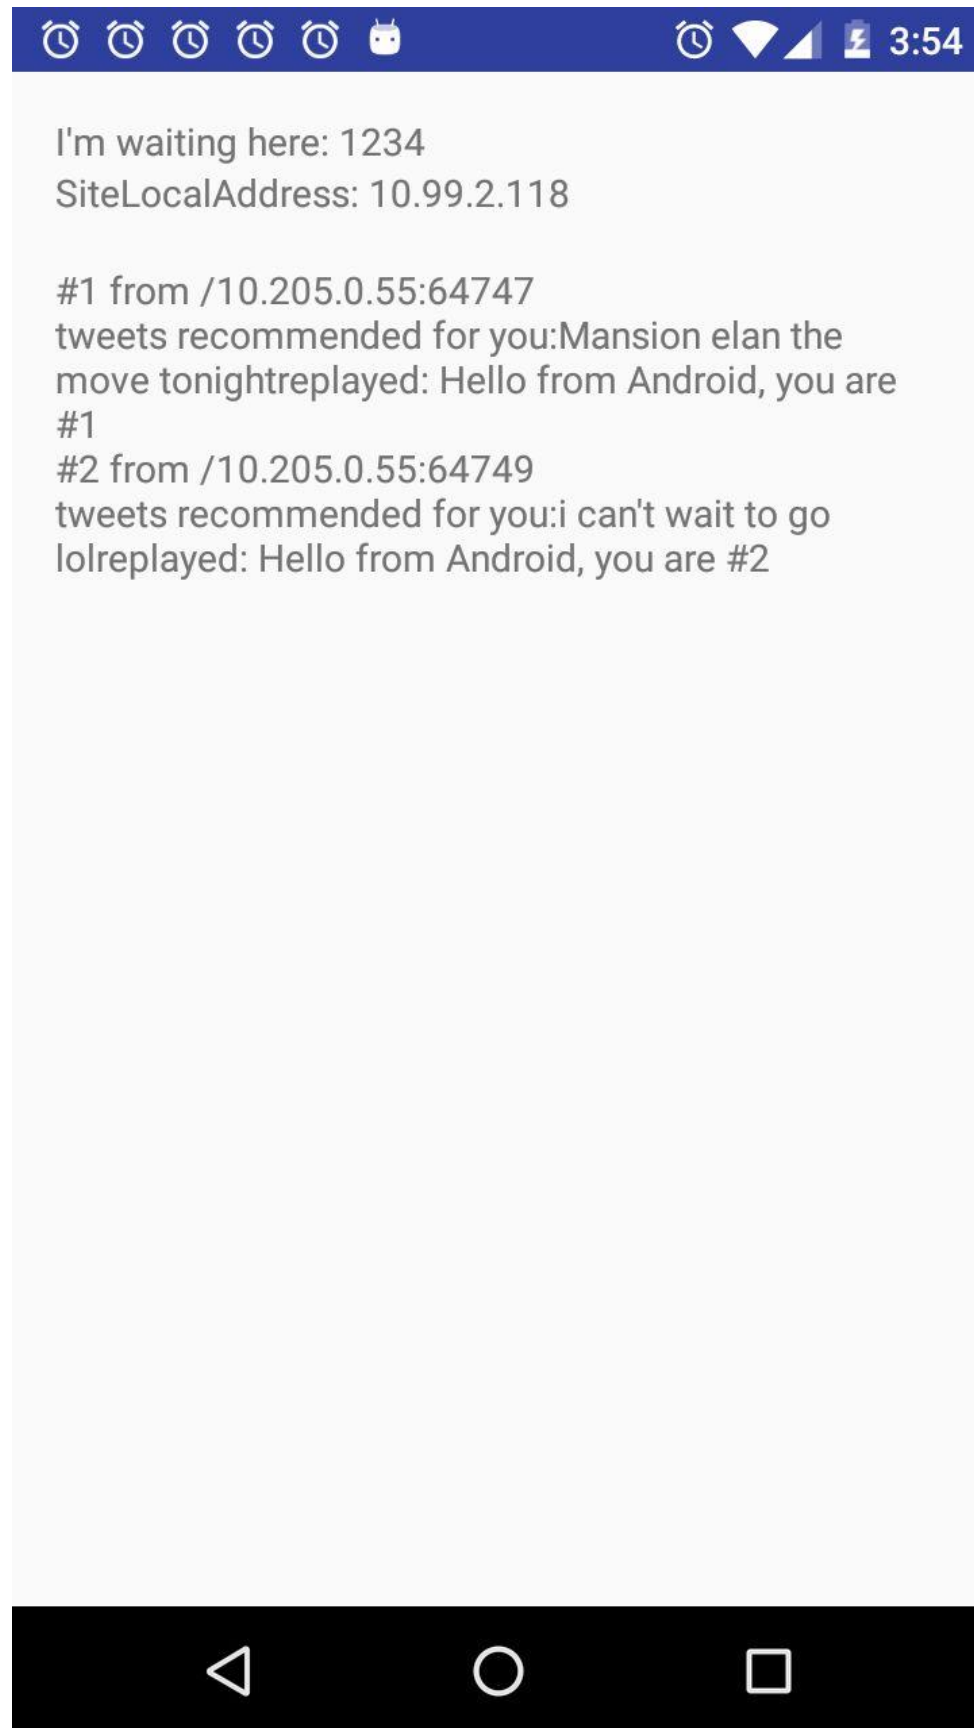 3:54
I'm waiting here: 1234
SiteLocalAddress: 10.99.2.118
#1 from /10.205.0.55:64747
tweets recommended for you:Mansion elan the
move tonightreplayed: Hello from Android, you are
#1
#2 from /10.205.0.55:64749
tweets recommended for you:i can't wait to go
lolreplayed: Hello from Android, you are #2